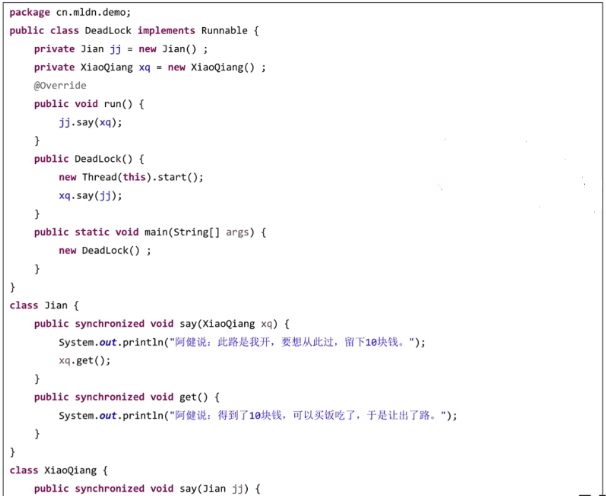 package cn.mldn.demo;
public class DeadLock implements Runnable {
    private Jian jj = new Jian() ;
    private XiaoQiang xq = new XiaoQiang() ;
    @Override
    public void run() {
        jj.say(xq);
    }
    public DeadLock() {
        new Thread(this).start();
        xq.say(jj);
    }
    public static void main(String[] args) {
        new DeadLock() ;
    }
}
class Jian {
    public synchronized void say(XiaoQiang xq) {
        System.out.println("阿健说：此路是我开，要想从此过，留下10块钱。");
        xq.get();
    }
    public synchronized void get() {
        System.out.println("阿健说：得到了10块钱，可以买饭吃了，于是让出了路。");
    }
}
class XiaoQiang {
    public synchronized void say(Jian jj) {